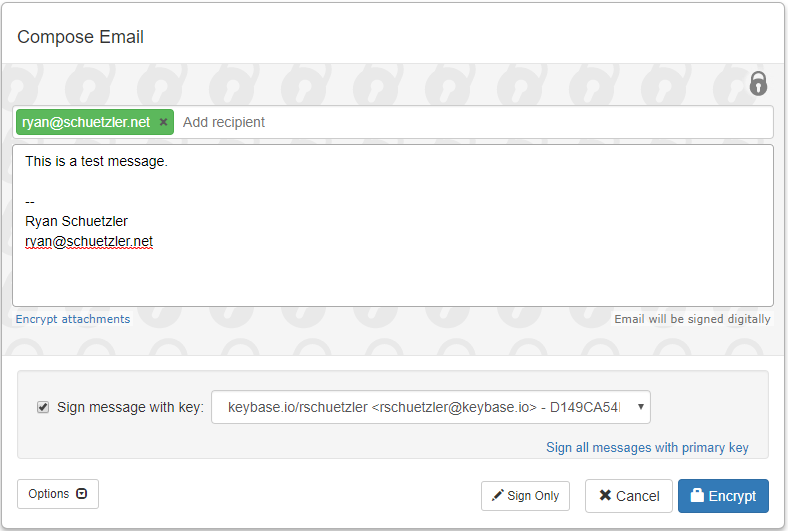 Compose Email
ryan@schuetzler.net × Add recipient
This is a test message.
--
Ryan Schuetzler
ryan@schuetzler.net
Encrypt attachments Email will be signed digitally
Sign message with key: keybase.io/rschuetzler <rschuetzler@keybase.io> - D149CA54
Sign all messages with primary key
Options Sign Only Cancel Encrypt